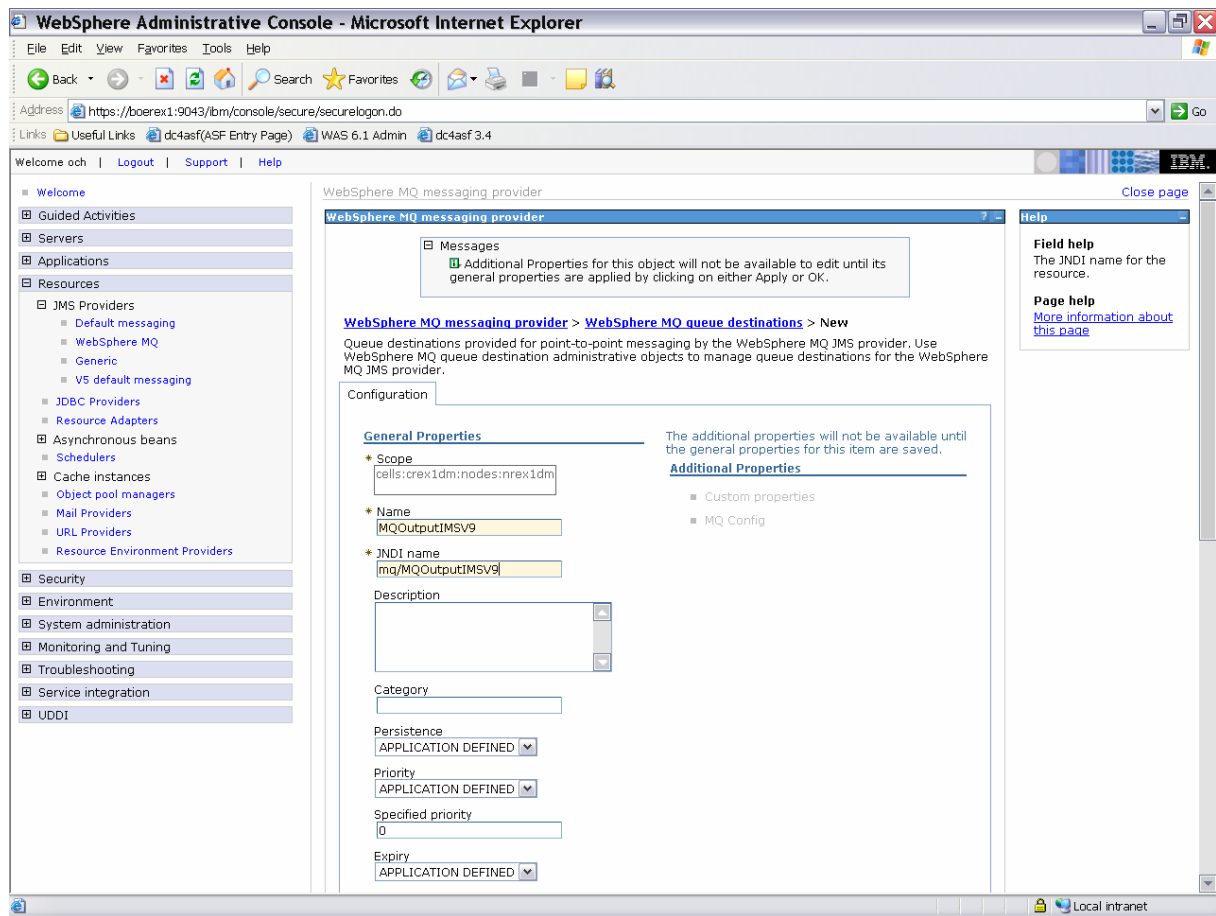 WebSphere Administrative Console - Microsoft Internet Explorer
File Edit View Favorites Tools Help
Back Search Favorites
Address https://boerex1:9043/ibm/console/secure/securelogon.do Go
Links Useful Links dc4asf(ASF Entry Page) WAS 6.1 Admin dc4asf 3.4
Welcome och | Logout | Support | Help IBM.
Welcome
Guided Activities
Servers
Applications
Resources
JMS Providers
Default messaging
WebSphere MQ
Generic
V5 default messaging
JDBC Providers
Resource Adapters
Asynchronous beans
Schedulers
Cache instances
Object pool managers
Mail Providers
URL Providers
Resource Environment Providers
Security
Environment
System administration
Monitoring and Tuning
Troubleshooting
Service integration
UDDI
WebSphere MQ messaging provider Close page
WebSphere MQ messaging provider ? -
Messages
Additional Properties for this object will not be available to edit until its
general properties are applied by clicking on either Apply or OK.
WebSphere MQ messaging provider > WebSphere MQ queue destinations > New
Queue destinations provided for point-to-point messaging by the WebSphere MQ JMS provider. Use
WebSphere MQ queue destination administrative objects to manage queue destinations for the WebSphere
MQ JMS provider.
Configuration
General Properties
* Scope
cells:crex1dm:nodes:nrex1dm
* Name
MQOutputIMSV9
* JNDI name
mq/MQOutputIMSV9
Description
Category
Persistence
APPLICATION DEFINED
Priority
APPLICATION DEFINED
Specified priority
0
Expiry
APPLICATION DEFINED
The additional properties will not be available until
the general properties for this item are saved.
Additional Properties
Custom properties
MQ Config
Help -
Field help
The JNDI name for the
resource.
Page help
More information about
this page
Local intranet